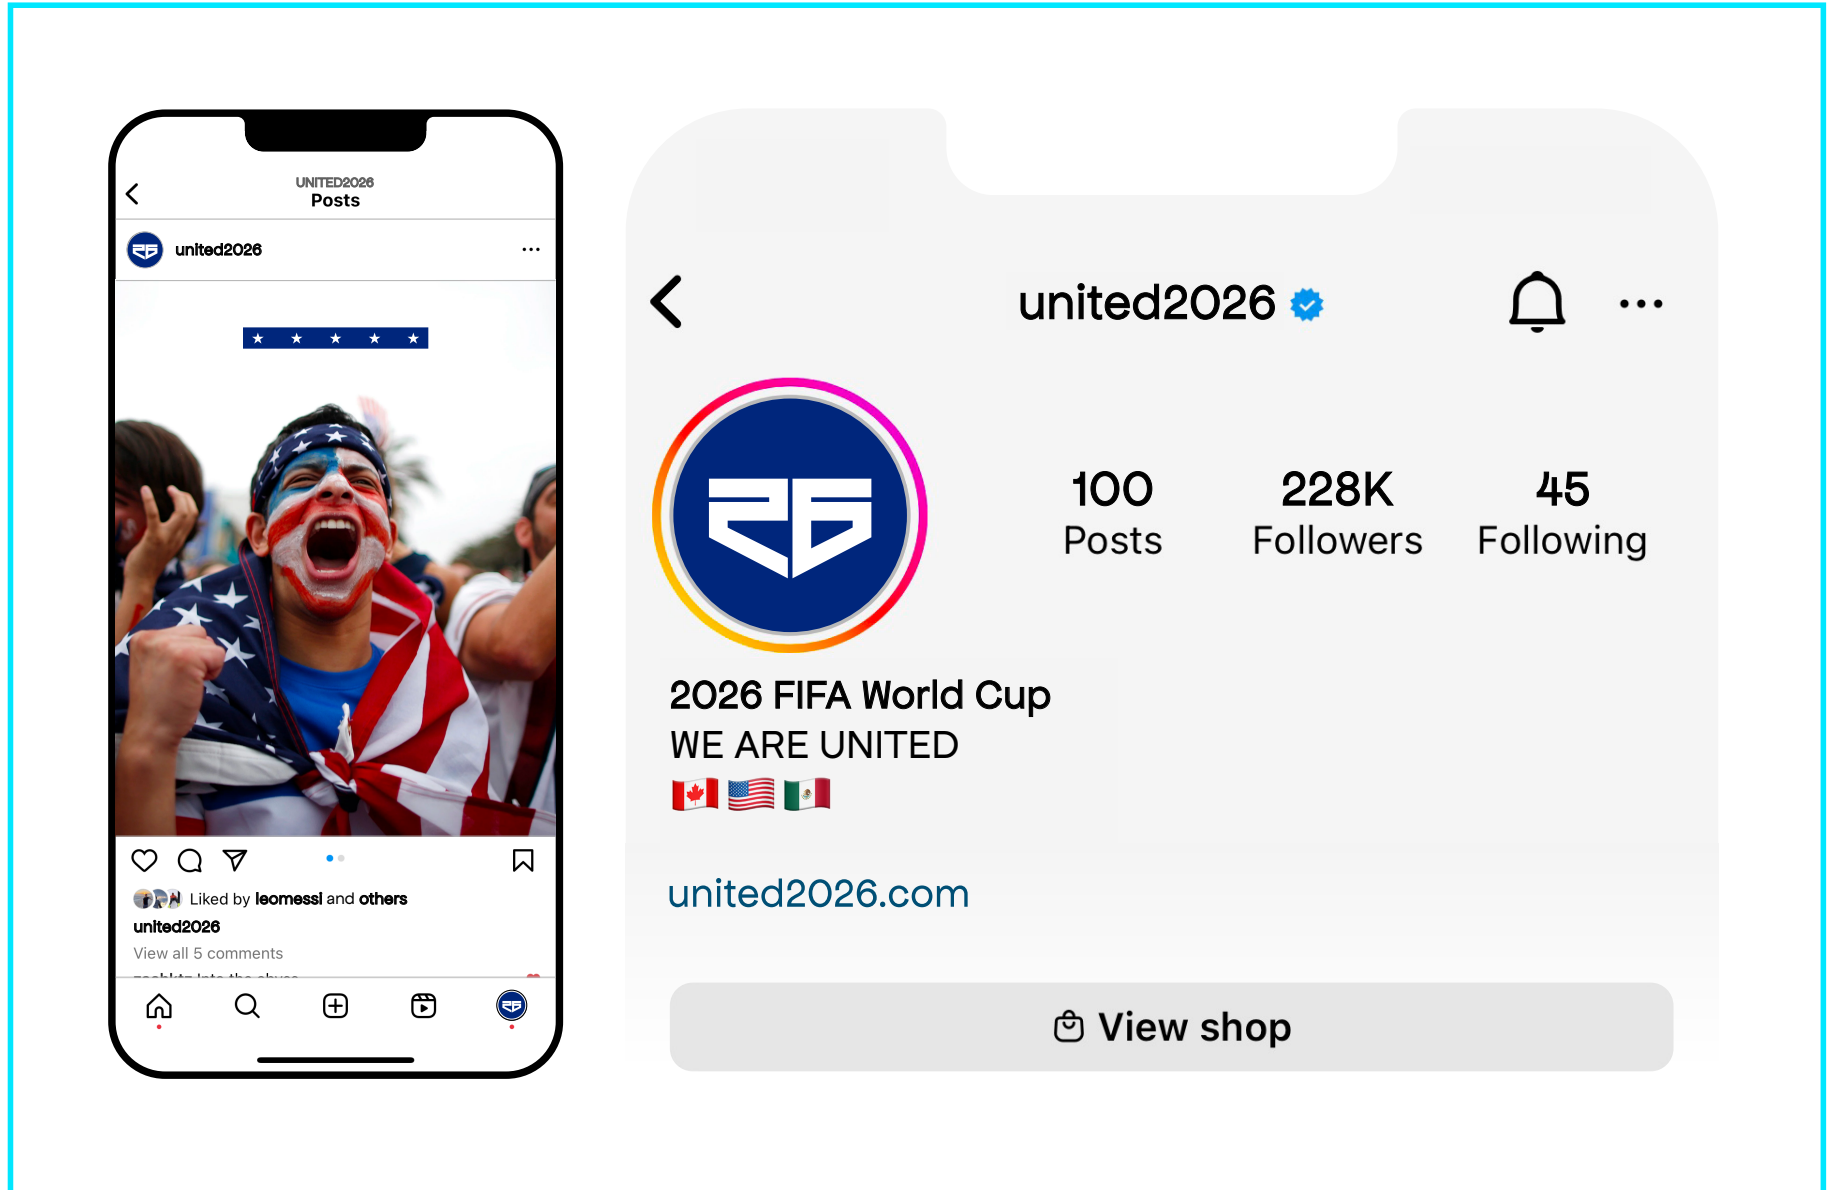 UNITED2026
Posts
united2026
Liked by leomessi and others
united2026
View all 5 comments
united2026
26
100
Posts
228K
Followers
45
Following
2026 FIFA World Cup
WE ARE UNITED
united2026.com
View shop